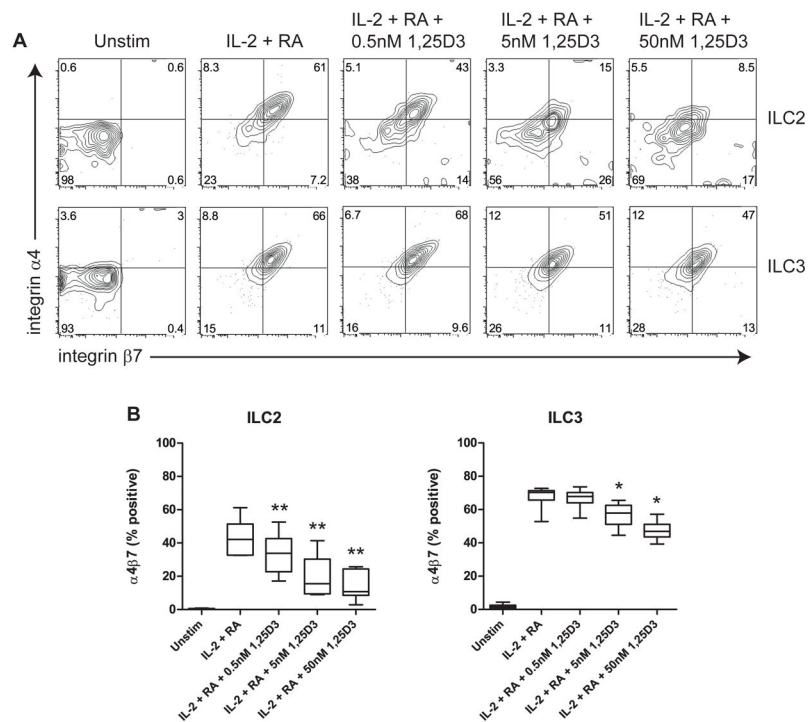 A
Unstim
IL-2 + RA
IL-2 + RA +
0.5nM 1,25D3
IL-2 + RA +
5nM 1,25D3
IL-2 + RA +
50nM 1,25D3
integrin α4
0.6 0.6
98 0.6
8.3 61
23 7.2
5.1 43
38 14
3.3 15
56 26
5.5 8.5
69 17
ILC2
3.6 3
93 0.4
8.8 66
15 11
6.7 68
16 9.6
12 51
26 11
12 47
28 13
ILC3
integrin β7
B
ILC2
α4β7 (% positive)
100
80
60
40
20
0
** ** **
Unstim
IL-2 + RA
IL-2 + RA + 0.5nM 1,25D3
IL-2 + RA + 5nM 1,25D3
IL-2 + RA + 50nM 1,25D3
ILC3
α4β7 (% positive)
100
80
60
40
20
0
* *
Unstim
IL-2 + RA
IL-2 + RA + 0.5nM 1,25D3
IL-2 + RA + 5nM 1,25D3
IL-2 + RA + 50nM 1,25D3